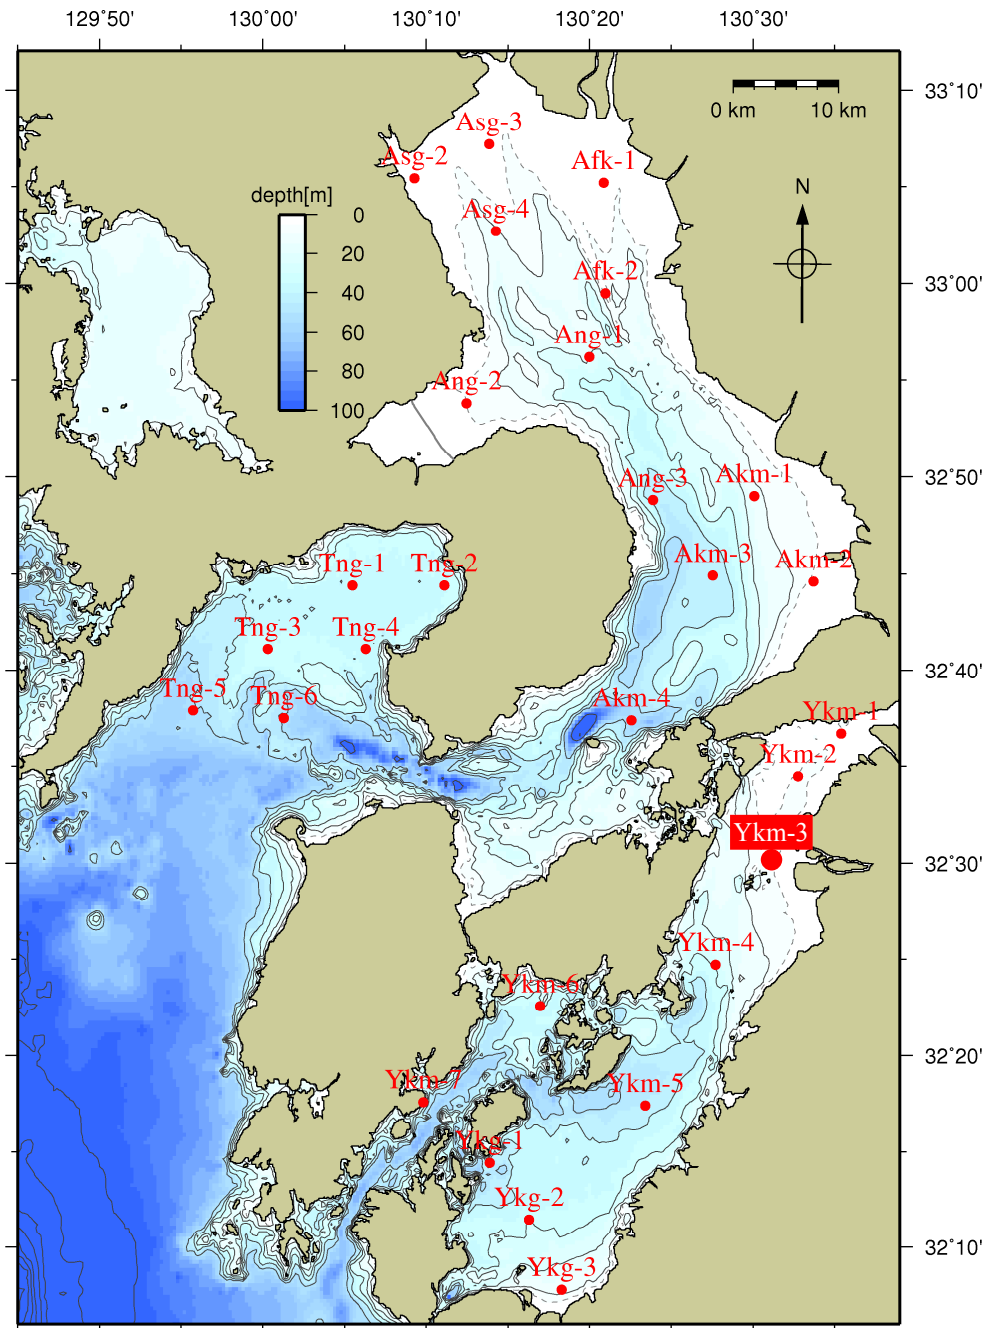 129˚50' 130˚00' 130˚10' 130˚20' 130˚30'
33˚10'
0 km 10 km
Asg-3
Asg-2
Afk-1
N
depth[m]
0
20
40
60
80
100
Asg-4
Afk-2
33˚00'
Ang-1
Ang-2
32˚50'
Ang-3
Akm-1
Akm-3
Akm-2
Tng-1
Tng-2
Tng-3
Tng-4
32˚40'
Tng-5
Tng-6
Akm-4
Ykm-1
Ykm-2
Ykm-3
32˚30'
Ykm-4
Ykm-6
32˚20'
Ykm-7
Ykm-5
Ykg-1
Ykg-2
32˚10'
Ykg-3